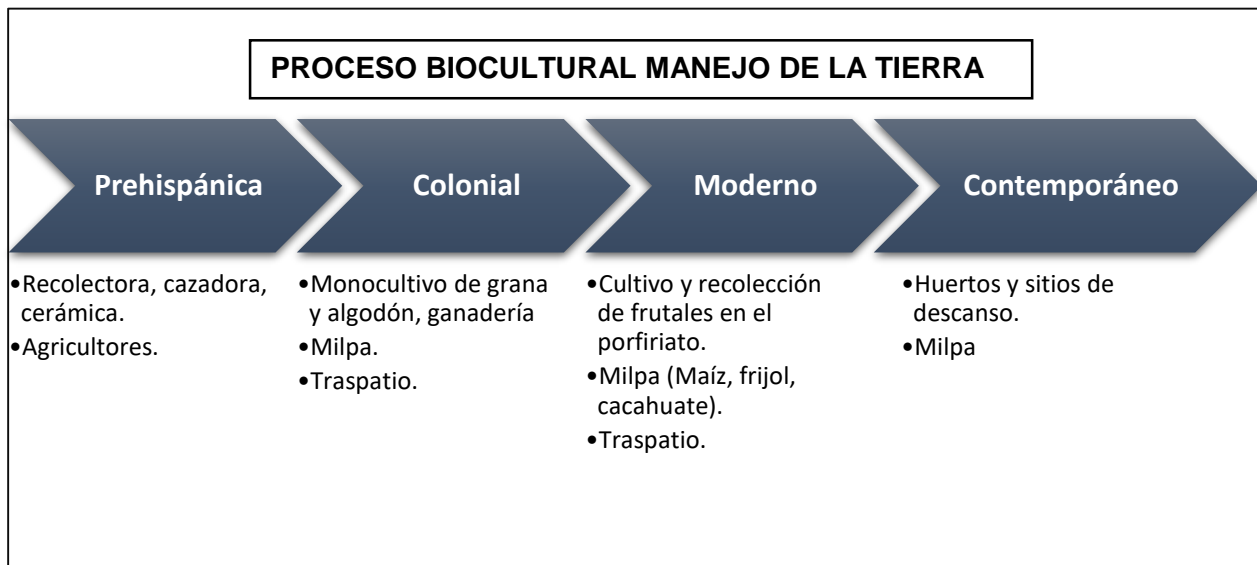 PROCESO BIOCULTURAL MANEJO DE LA TIERRA
Prehispánica
Colonial
Moderno
Contemporáneo
•Recolectora, cazadora,
cerámica.
•Agricultores.
•Monocultivo de grana
y algodón, ganadería
•Milpa.
•Traspatio.
•Cultivo y recolección
de frutales en el
porfiriato.
•Milpa (Maíz, frijol,
cacahuate).
•Traspatio.
•Huertos y sitios de
descanso.
•Milpa